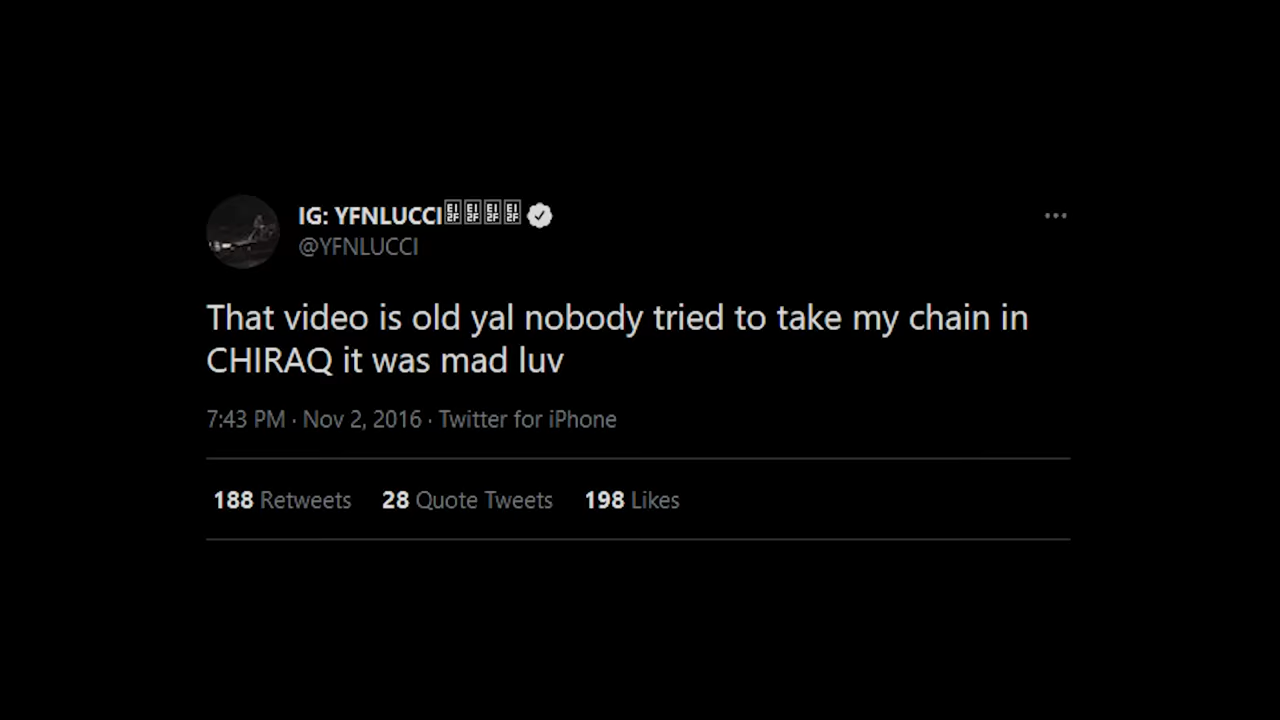 IG: YFNLUCCI
@YFNLUCCI
That video is old yal nobody tried to take my chain in
CHIRAQ it was mad luv
7:43 PM · Nov 2, 2016 · Twitter for iPhone
188 Retweets 28 Quote Tweets 198 Likes